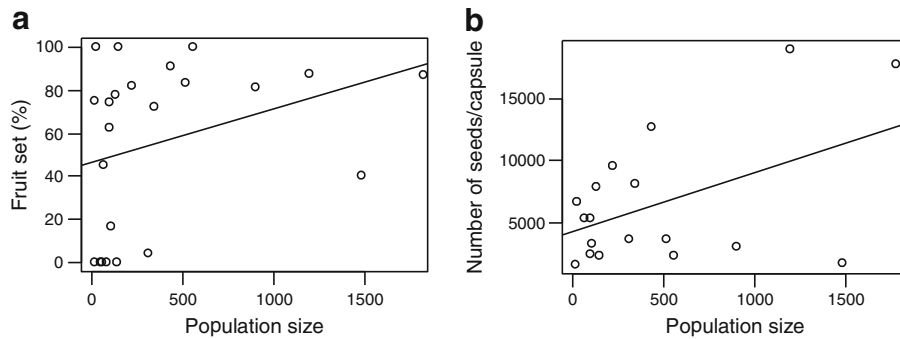 a
100
80
60
40
20
0
Fruit set (%)
0 500 1000 1500
Population size
b
15000
10000
5000
Number of seeds/capsule
0 500 1000 1500
Population size